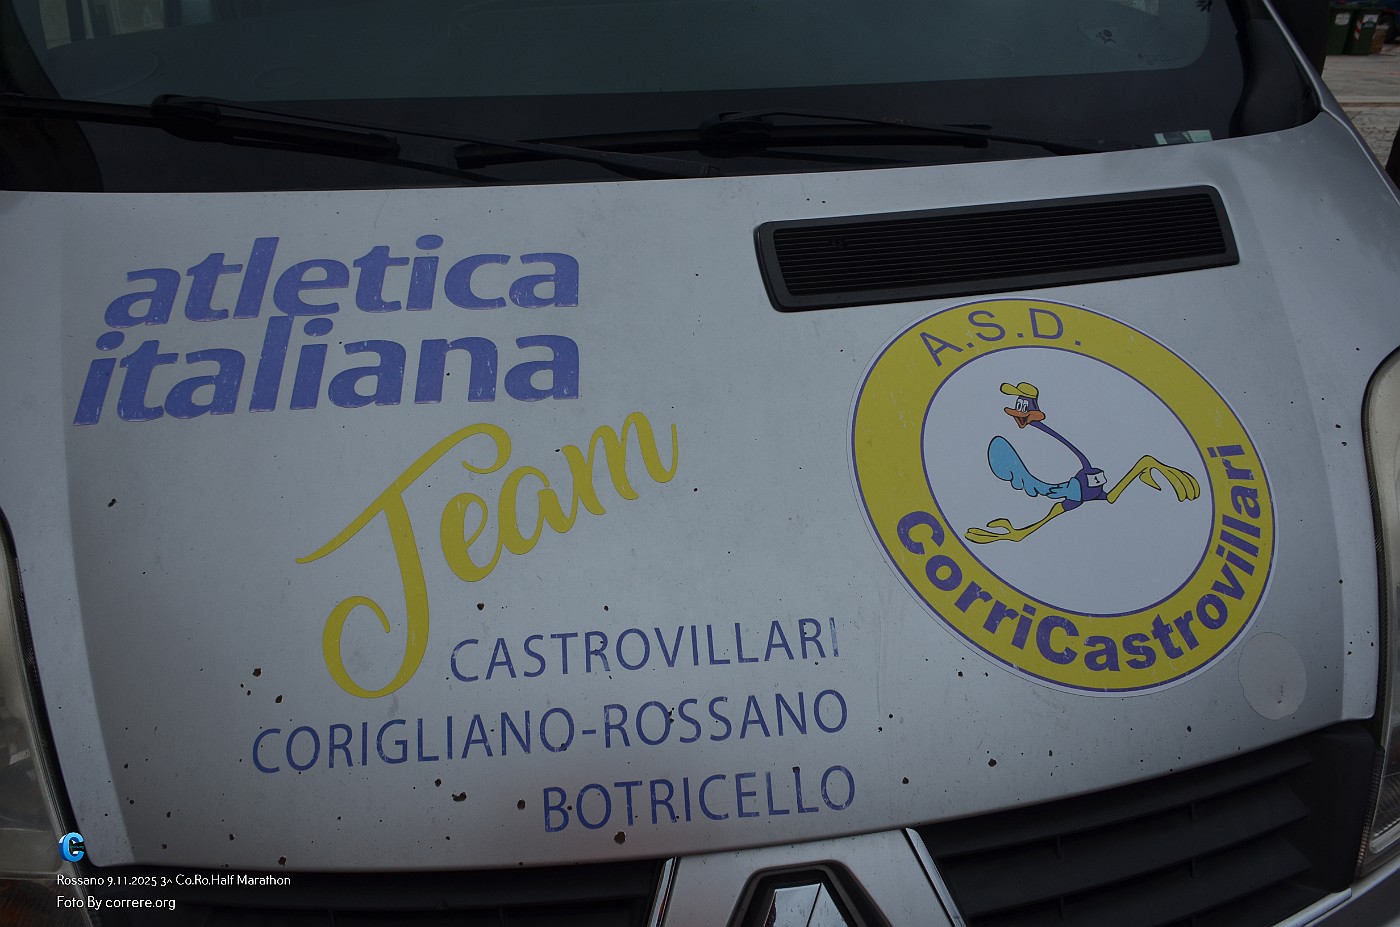 atletica
italiana
Team
CASTROVILLARI
CORIGLIANO-ROSSANO
BOTRICELLO
A.S.D.
CorriCastrovillari
Rossano 9.11.2025 3^ Co.Ro.Half Marathon
Foto By correre.org